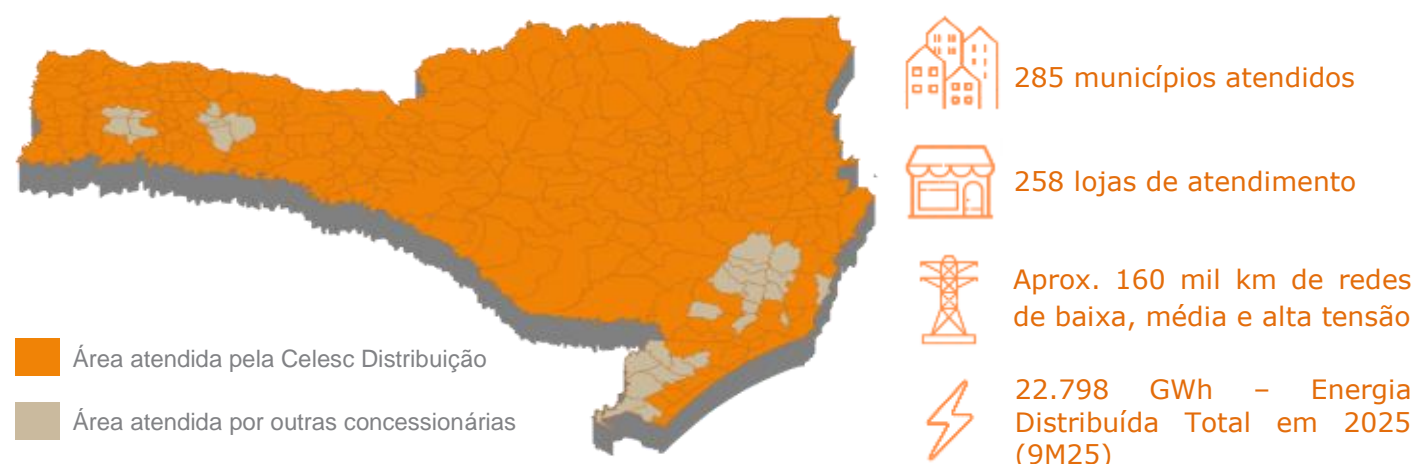 285 municípios atendidos
258 lojas de atendimento
Aprox. 160 mil km de redes
de baixa, média e alta tensão
22.798 GWh – Energia
Distribuída Total em 2025
(9M25)
Área atendida pela Celesc Distribuição
Área atendida por outras concessionárias